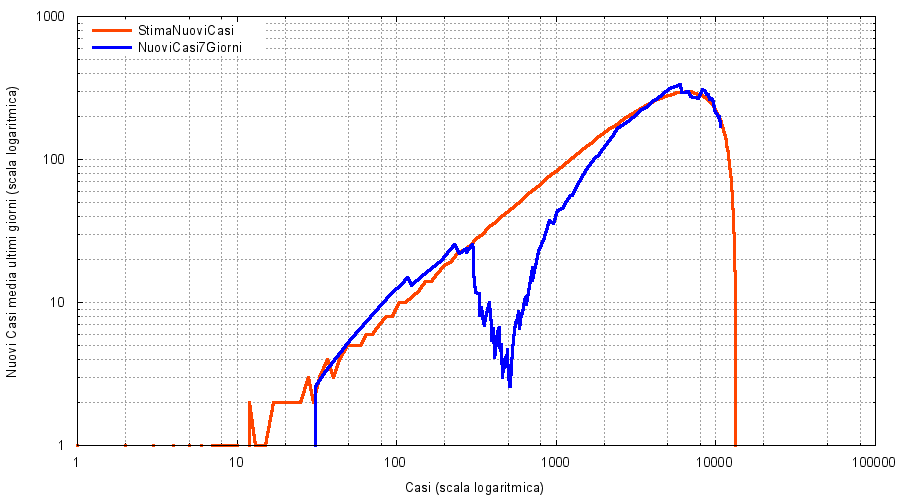 1000
StimaNuoviCasi
NuoviCasi7Giorni
100
Nuovi Casi media ultimi giorni (scala logaritmica)
10
1
1 10 100 1000 10000 100000
Casi (scala logaritmica)